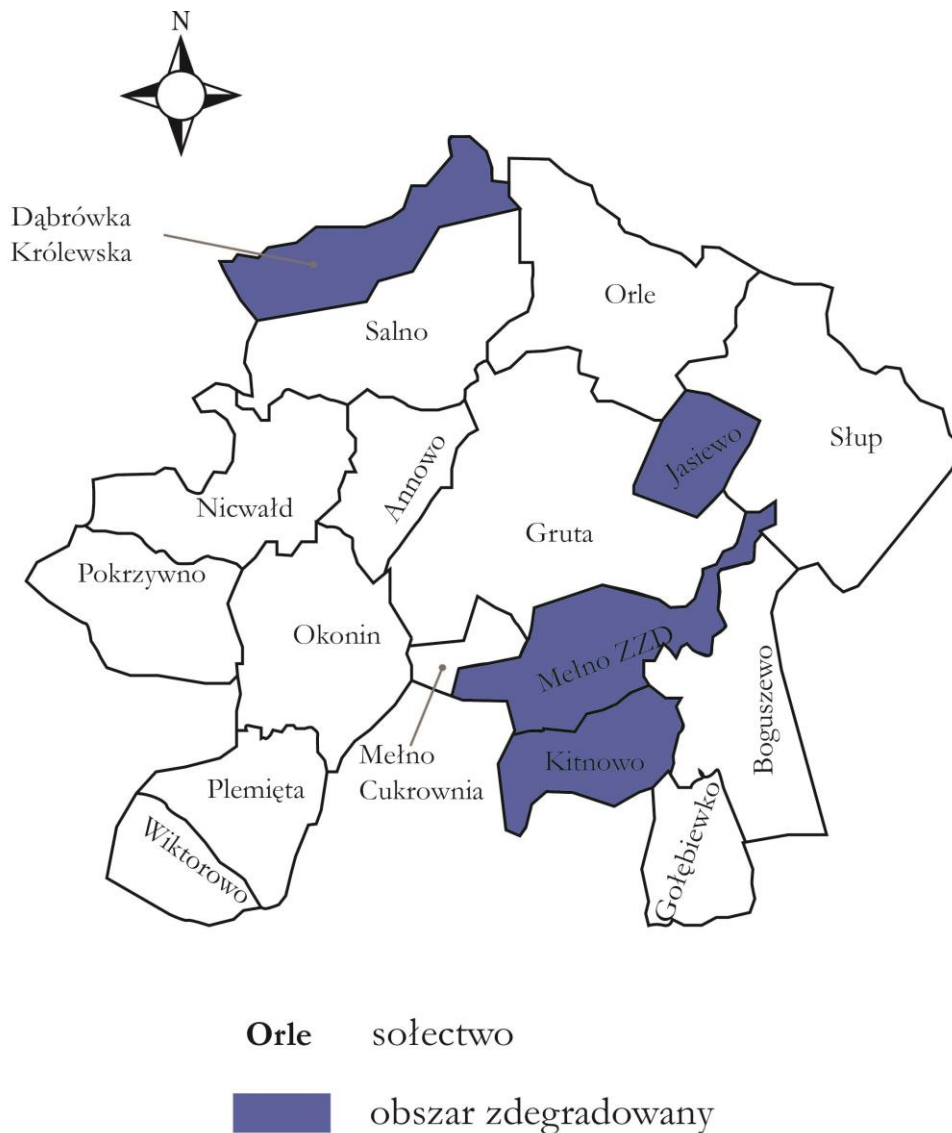 N
Dąbrówka
Królewska
Orle
Salno
Słup
Jasiewo
Annowo
Nicwałd
Gruta
Pokrzywno
Okonin
Mełno ZZD
Boguszewo
Mełno
Cukrownia
Kitnowo
Plemięta
Gołębiewko
Wiktorowo
Orle sołectwo
obszar zdegradowany